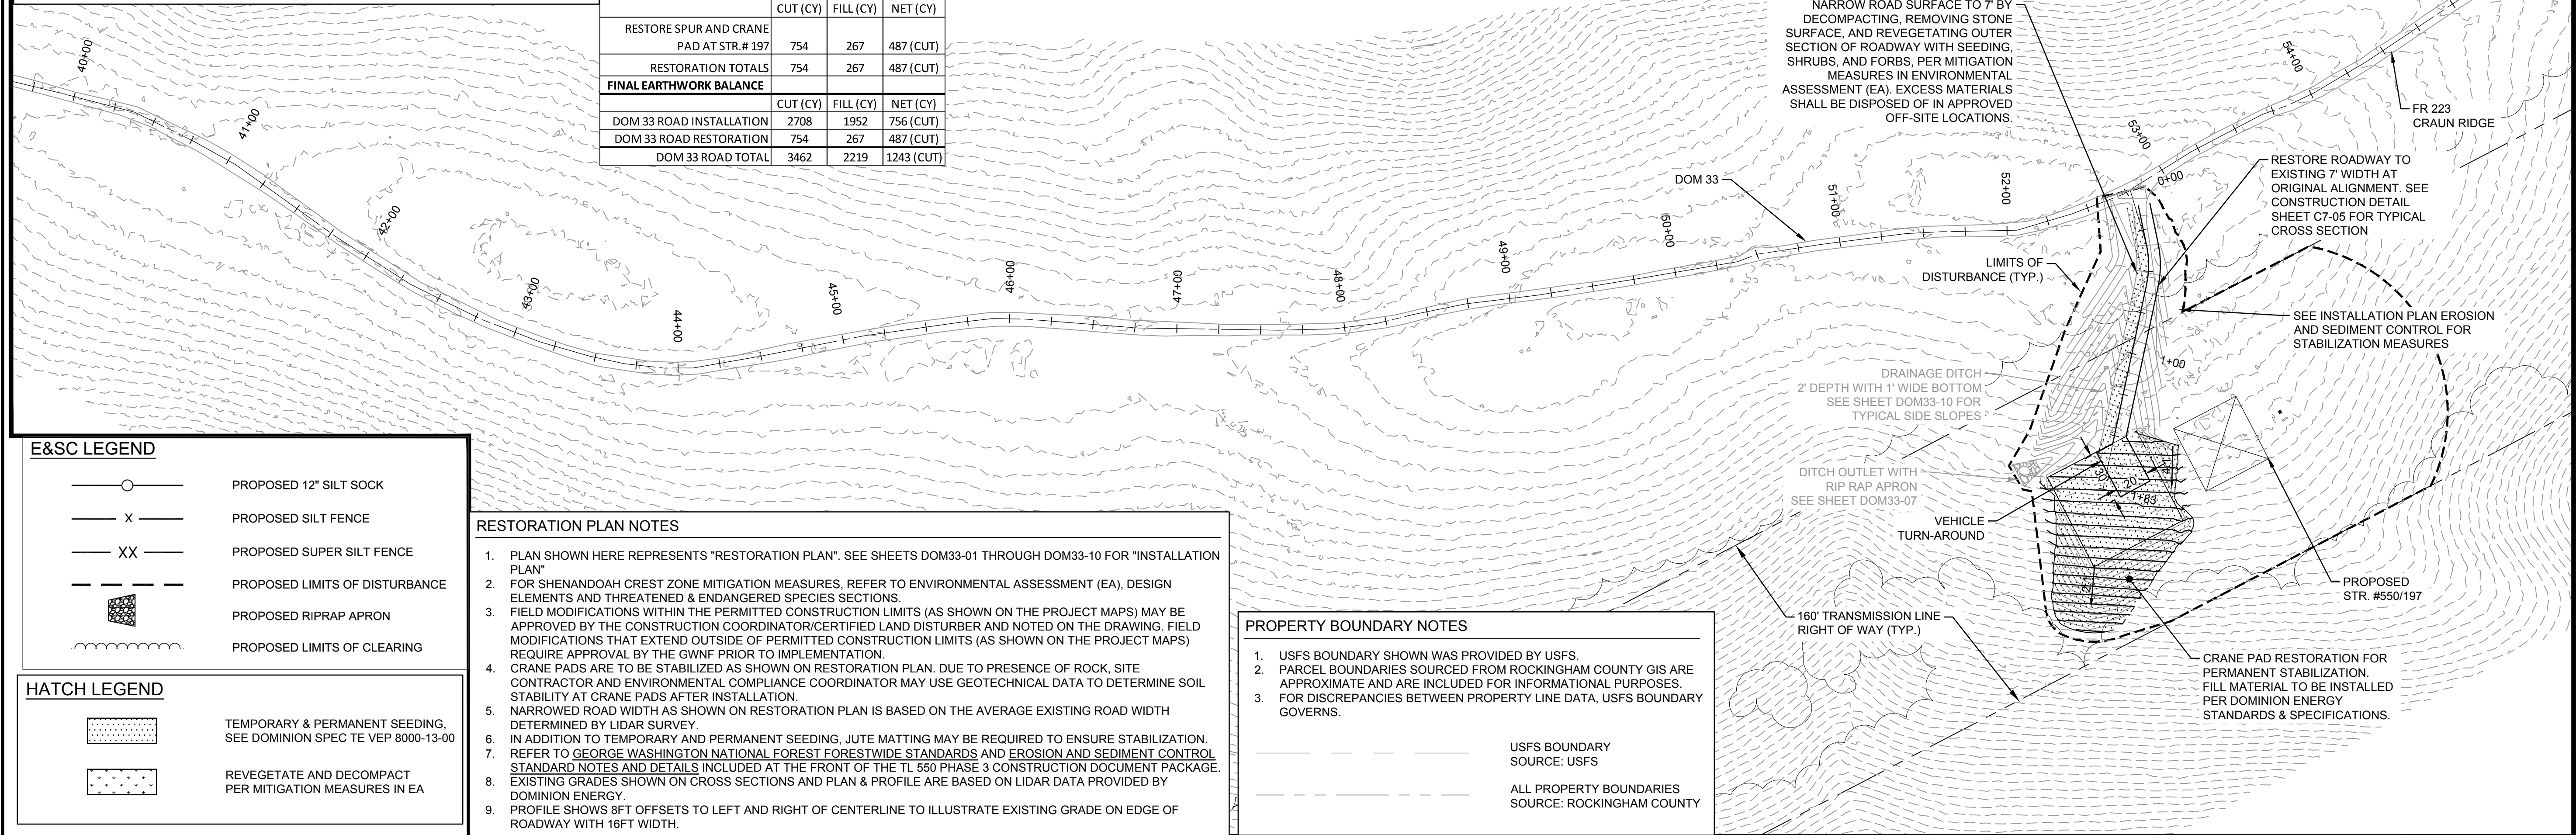 CUT (CY) FILL (CY) NET (CY)
RESTORE SPUR AND CRANE
PAD AT STR.# 197 754 267 487 (CUT)
RESTORATION TOTALS 754 267 487 (CUT)
FINAL EARTHWORK BALANCE
CUT (CY) FILL (CY) NET (CY)
DOM 33 ROAD INSTALLATION 2708 1952 756 (CUT)
DOM 33 ROAD RESTORATION 754 267 487 (CUT)
DOM 33 ROAD TOTAL 3462 2219 1243 (CUT)
40+00
41+00
42+00
43+00
44+00
45+00
46+00
47+00
48+00
49+00
50+00
51+00
52+00
53+00
54+00
0+00
1+00
20'
1+83
NARROW ROAD SURFACE TO 7' BY
DECOMPACTING, REMOVING STONE
SURFACE, AND REVEGETATING OUTER
SECTION OF ROADWAY WITH SEEDING,
SHRUBS, AND FORBS, PER MITIGATION
MEASURES IN ENVIRONMENTAL
ASSESSMENT (EA). EXCESS MATERIALS
SHALL BE DISPOSED OF IN APPROVED
OFF-SITE LOCATIONS.
FR 223
CRAUN RIDGE
DOM 33
RESTORE ROADWAY TO
EXISTING 7' WIDTH AT
ORIGINAL ALIGNMENT. SEE
CONSTRUCTION DETAIL
SHEET C7-05 FOR TYPICAL
CROSS SECTION
LIMITS OF
DISTURBANCE (TYP.)
SEE INSTALLATION PLAN EROSION
AND SEDIMENT CONTROL FOR
STABILIZATION MEASURES
DRAINAGE DITCH
2' DEPTH WITH 1' WIDE BOTTOM
SEE SHEET DOM33-10 FOR
TYPICAL SIDE SLOPES
DITCH OUTLET WITH
RIP RAP APRON
SEE SHEET DOM33-07
VEHICLE
TURN-AROUND
PROPOSED
STR. #550/197
160' TRANSMISSION LINE
RIGHT OF WAY (TYP.)
CRANE PAD RESTORATION FOR
PERMANENT STABILIZATION.
FILL MATERIAL TO BE INSTALLED
PER DOMINION ENERGY
STANDARDS & SPECIFICATIONS.
E&SC LEGEND
PROPOSED 12" SILT SOCK
X PROPOSED SILT FENCE
XX PROPOSED SUPER SILT FENCE
PROPOSED LIMITS OF DISTURBANCE
PROPOSED RIPRAP APRON
PROPOSED LIMITS OF CLEARING
HATCH LEGEND
TEMPORARY & PERMANENT SEEDING,
SEE DOMINION SPEC TE VEP 8000-13-00
REVEGETATE AND DECOMPACT
PER MITIGATION MEASURES IN EA
RESTORATION PLAN NOTES
1. PLAN SHOWN HERE REPRESENTS "RESTORATION PLAN". SEE SHEETS DOM33-01 THROUGH DOM33-10 FOR "INSTALLATION
PLAN"
2. FOR SHENANDOAH CREST ZONE MITIGATION MEASURES, REFER TO ENVIRONMENTAL ASSESSMENT (EA), DESIGN
ELEMENTS AND THREATENED & ENDANGERED SPECIES SECTIONS.
3. FIELD MODIFICATIONS WITHIN THE PERMITTED CONSTRUCTION LIMITS (AS SHOWN ON THE PROJECT MAPS) MAY BE
APPROVED BY THE CONSTRUCTION COORDINATOR/CERTIFIED LAND DISTURBER AND NOTED ON THE DRAWING. FIELD
MODIFICATIONS THAT EXTEND OUTSIDE OF PERMITTED CONSTRUCTION LIMITS (AS SHOWN ON THE PROJECT MAPS)
REQUIRE APPROVAL BY THE GWNF PRIOR TO IMPLEMENTATION.
4. CRANE PADS ARE TO BE STABILIZED AS SHOWN ON RESTORATION PLAN. DUE TO PRESENCE OF ROCK, SITE
CONTRACTOR AND ENVIRONMENTAL COMPLIANCE COORDINATOR MAY USE GEOTECHNICAL DATA TO DETERMINE SOIL
STABILITY AT CRANE PADS AFTER INSTALLATION.
5. NARROWED ROAD WIDTH AS SHOWN ON RESTORATION PLAN IS BASED ON THE AVERAGE EXISTING ROAD WIDTH
DETERMINED BY LIDAR SURVEY.
6. IN ADDITION TO TEMPORARY AND PERMANENT SEEDING, JUTE MATTING MAY BE REQUIRED TO ENSURE STABILIZATION.
7. REFER TO GEORGE WASHINGTON NATIONAL FOREST FORESTWIDE STANDARDS AND EROSION AND SEDIMENT CONTROL
STANDARD NOTES AND DETAILS INCLUDED AT THE FRONT OF THE TL 550 PHASE 3 CONSTRUCTION DOCUMENT PACKAGE.
8. EXISTING GRADES SHOWN ON CROSS SECTIONS AND PLAN & PROFILE ARE BASED ON LIDAR DATA PROVIDED BY
DOMINION ENERGY.
9. PROFILE SHOWS 8FT OFFSETS TO LEFT AND RIGHT OF CENTERLINE TO ILLUSTRATE EXISTING GRADE ON EDGE OF
ROADWAY WITH 16FT WIDTH.
PROPERTY BOUNDARY NOTES
1. USFS BOUNDARY SHOWN WAS PROVIDED BY USFS.
2. PARCEL BOUNDARIES SOURCED FROM ROCKINGHAM COUNTY GIS ARE
APPROXIMATE AND ARE INCLUDED FOR INFORMATIONAL PURPOSES.
3. FOR DISCREPANCIES BETWEEN PROPERTY LINE DATA, USFS BOUNDARY
GOVERNS.
USFS BOUNDARY
SOURCE: USFS
ALL PROPERTY BOUNDARIES
SOURCE: ROCKINGHAM COUNTY